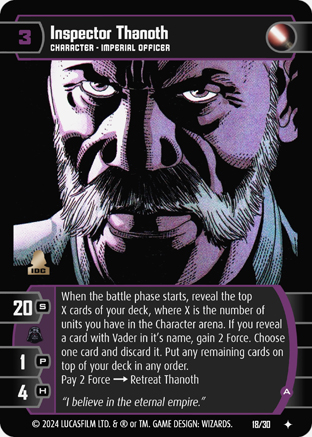 3
Inspector Thanoth
CHARACTER - IMPERIAL OFFICER
IDC
20 S
1 P
4 H
When the battle phase starts, reveal the top
X cards of your deck, where X is the number of
units you have in the Character arena. If you reveal
a card with Vader in it's name, gain 2 Force. Choose
one card and discard it. Put any remaining cards on
top of your deck in any order.
Pay 2 Force → Retreat Thanoth
"I believe in the eternal empire."
A
© 2024 LUCASFILM LTD. & ® or TM. GAME DESIGN: WIZARDS. 18/30